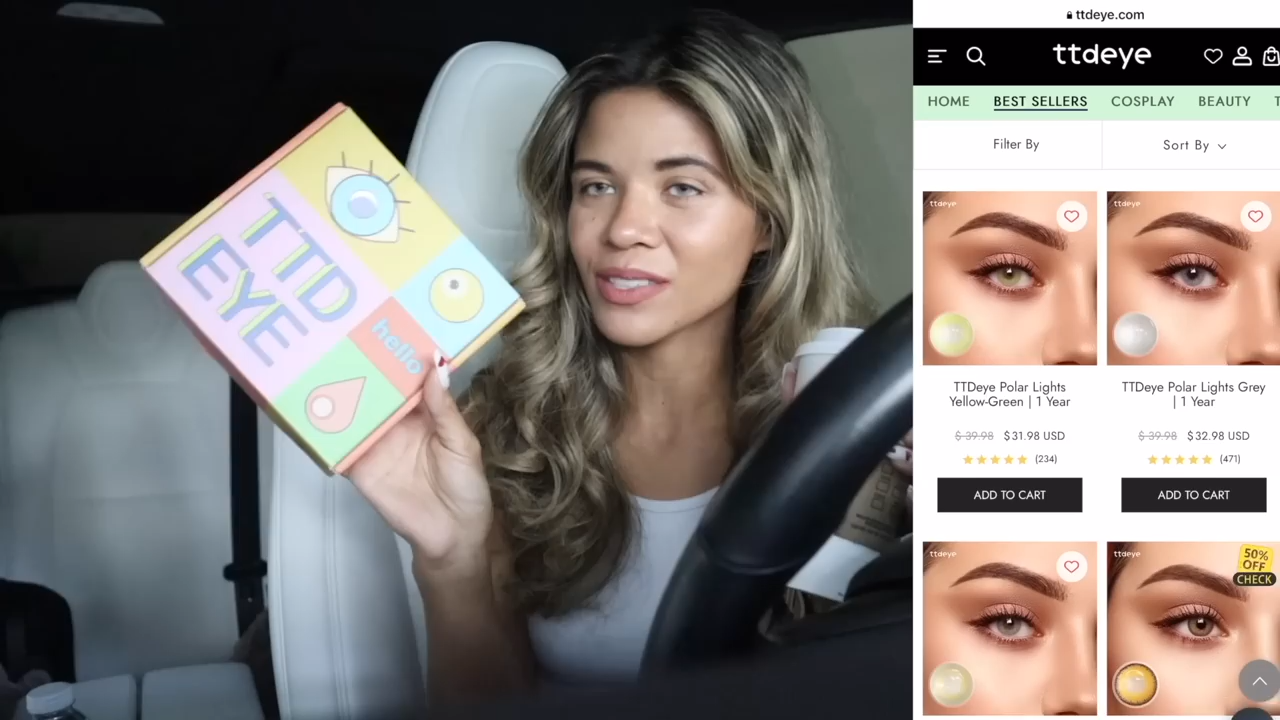 TTD
EYE
hello
ttdeye.com
ttdeye
HOME BEST SELLERS COSPLAY BEAUTY T
Filter By
Sort By
ttdeye
ttdeye
TTDeye Polar Lights
Yellow-Green | 1 Year
$ 39.98 $ 31.98 USD
(234)
ADD TO CART
TTDeye Polar Lights Grey
| 1 Year
$ 39.98 $ 32.98 USD
(471)
ADD TO CART
ttdeye
ttdeye
50%
OFF
CHECK